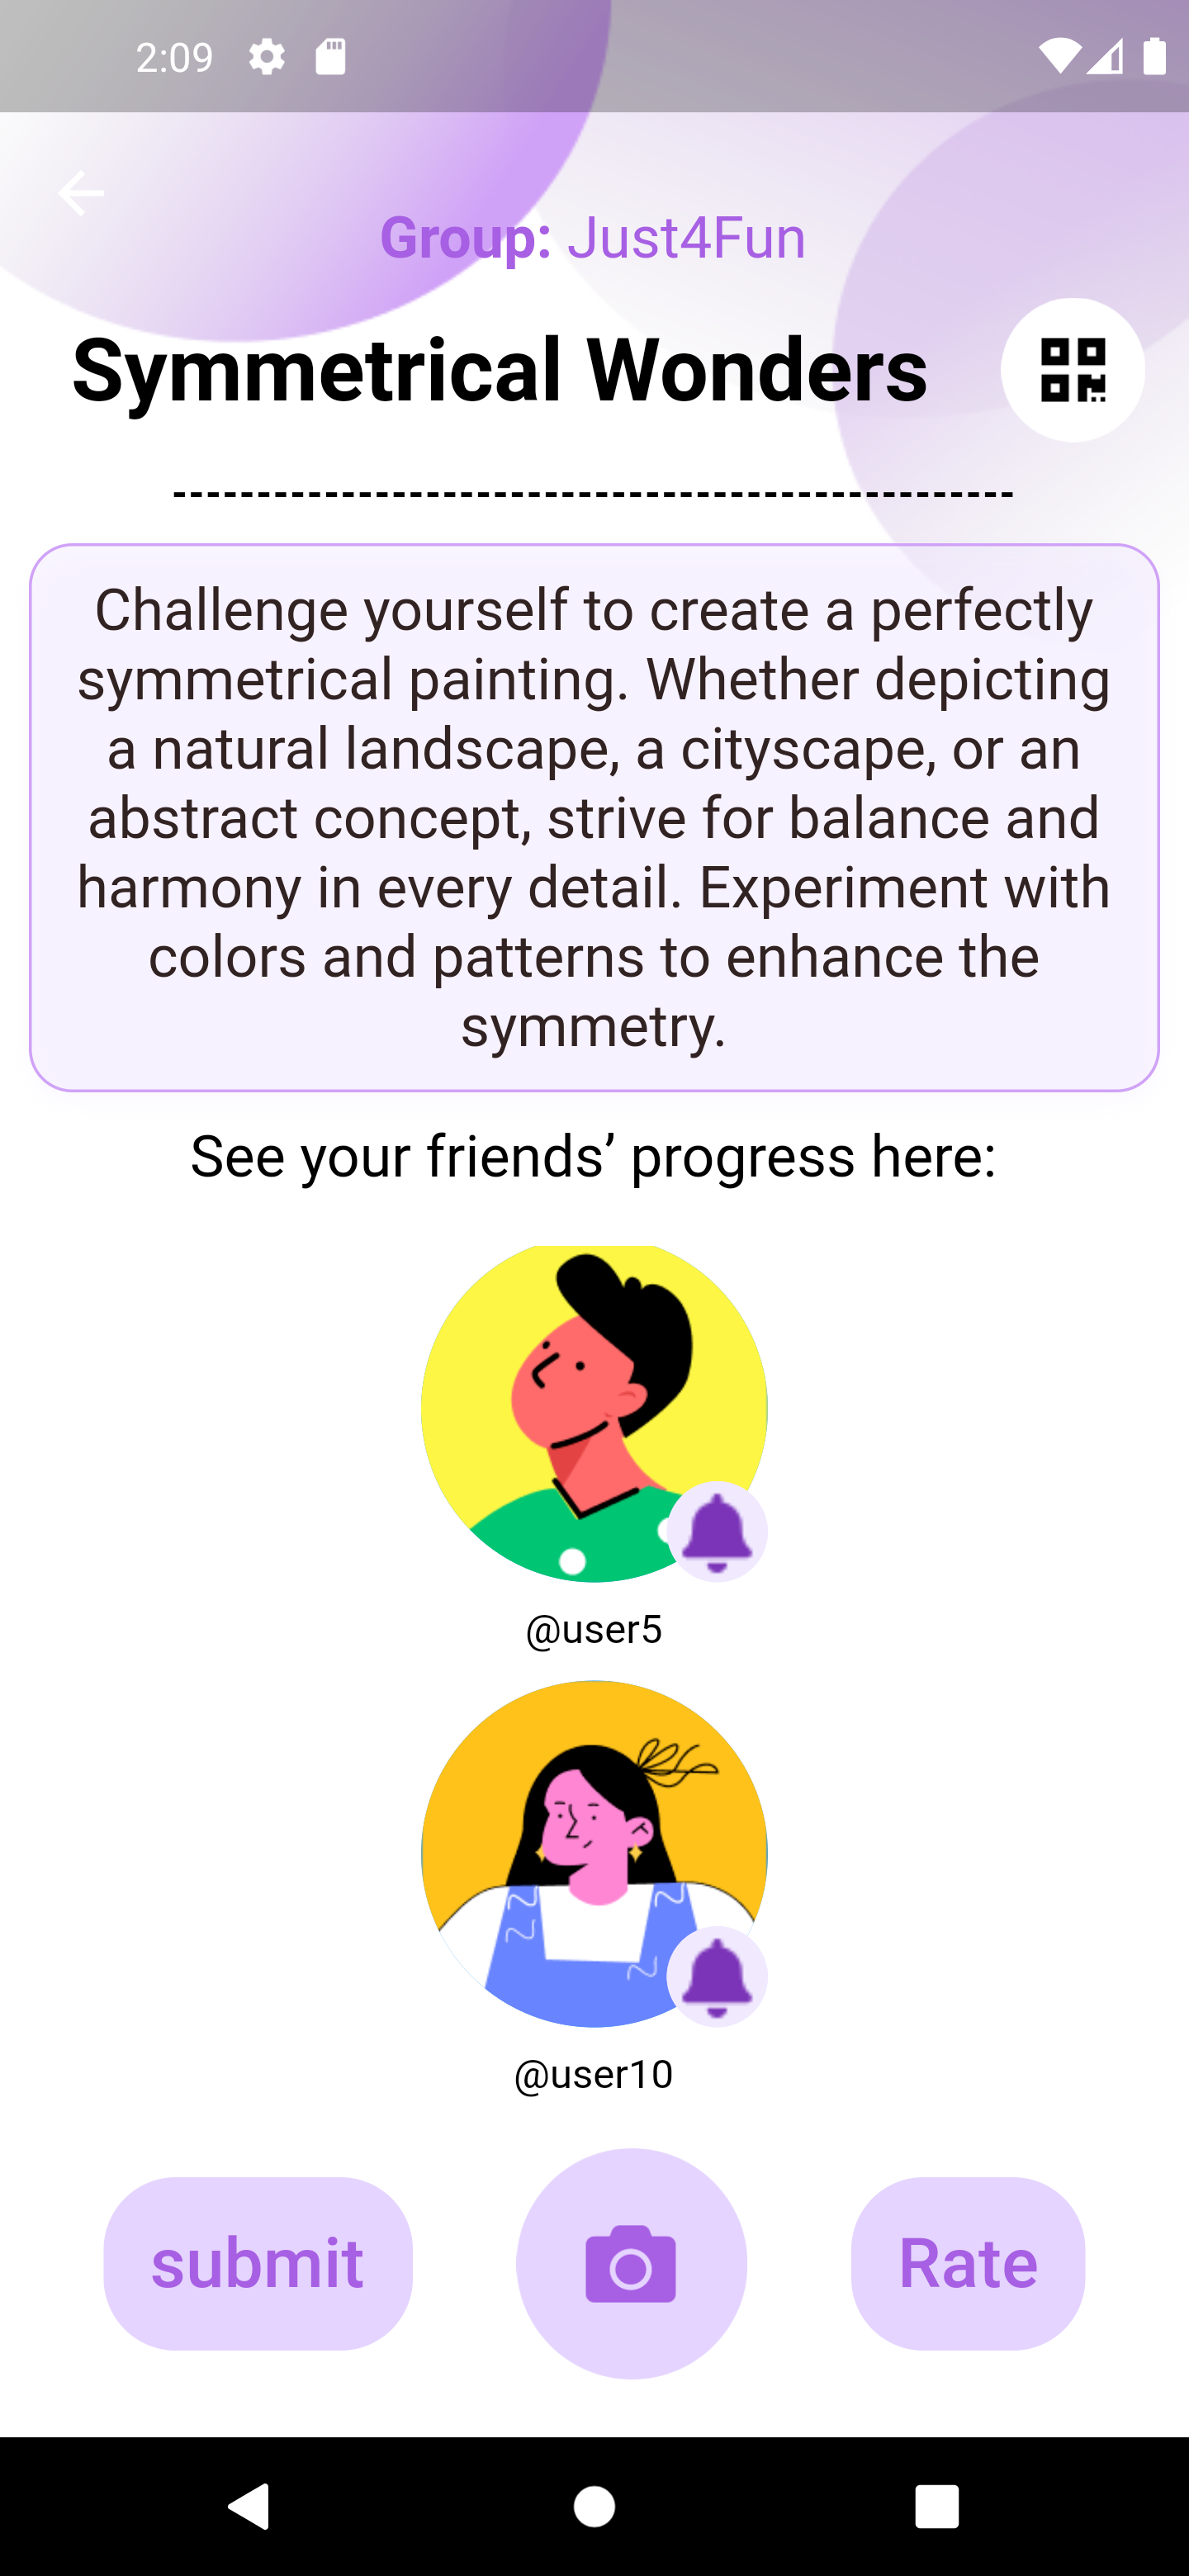 2:09
Group: Just4Fun
Symmetrical Wonders
--------------------------------------------------
Challenge yourself to create a perfectly
symmetrical painting. Whether depicting
a natural landscape, a cityscape, or an
abstract concept, strive for balance and
harmony in every detail. Experiment with
colors and patterns to enhance the
symmetry.
See your friends’ progress here:
@user5
@user10
submit
Rate